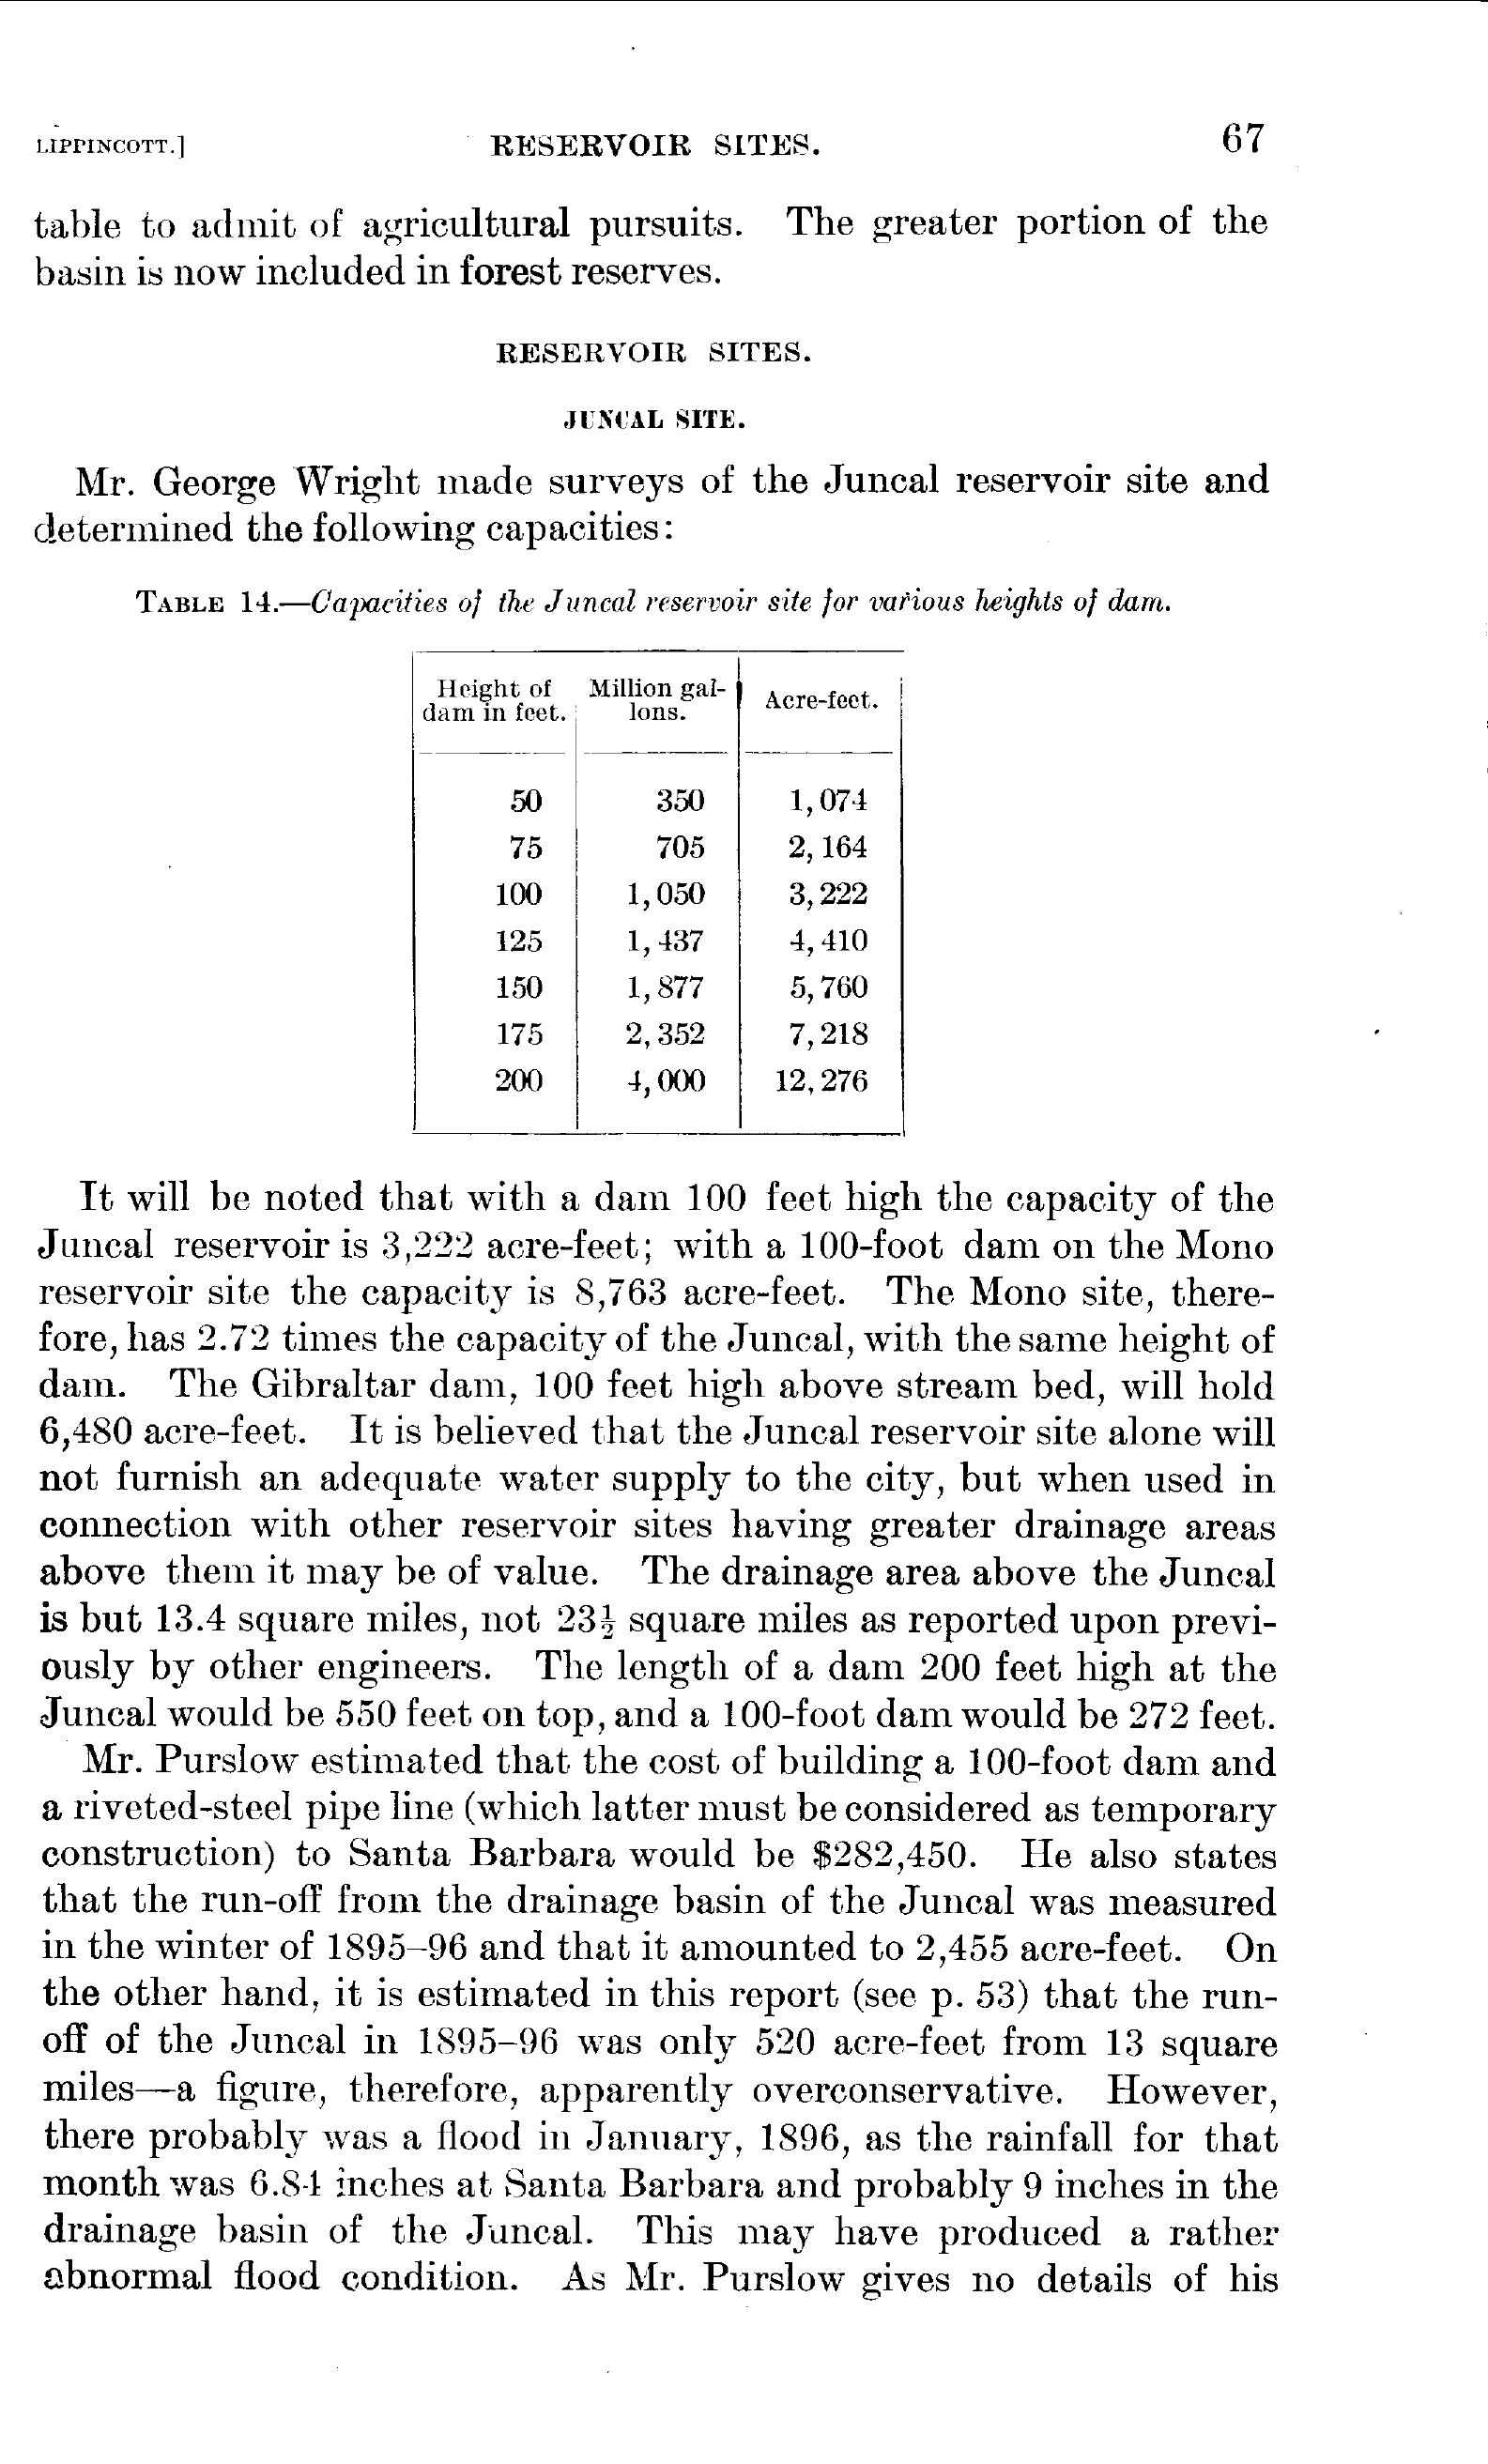 LIPPINCOTT.] RESERVOIR SITES. 67
table to admit of agricultural pursuits. The greater portion of the
basin is now included in forest reserves.
RESERVOIR SITES.
JUNCAL SITE.
Mr. George Wright made surveys of the Juncal reservoir site and
determined the following capacities:
TABLE 14.—Capacities of the Juncal reservoir site for various heights of dam.
Height of Million gal- Acre-feet.
dam in feet. lons.
50 350 1,074
75 705 2,164
100 1,050 3,222
125 1,437 4,410
150 1,877 5,760
175 2,352 7,218
200 4,000 12,276
It will be noted that with a dam 100 feet high the capacity of the
Juncal reservoir is 3,222 acre-feet; with a 100-foot dam on the Mono
reservoir site the capacity is 8,763 acre-feet. The Mono site, there-
fore, has 2.72 times the capacity of the Juncal, with the same height of
dam. The Gibraltar dam, 100 feet high above stream bed, will hold
6,480 acre-feet. It is believed that the Juncal reservoir site alone will
not furnish an adequate water supply to the city, but when used in
connection with other reservoir sites having greater drainage areas
above them it may be of value. The drainage area above the Juncal
is but 13.4 square miles, not 23½ square miles as reported upon previ-
ously by other engineers. The length of a dam 200 feet high at the
Juncal would be 550 feet on top, and a 100-foot dam would be 272 feet.
Mr. Purslow estimated that the cost of building a 100-foot dam and
a riveted-steel pipe line (which latter must be considered as temporary
construction) to Santa Barbara would be $282,450. He also states
that the run-off from the drainage basin of the Juncal was measured
in the winter of 1895–96 and that it amounted to 2,455 acre-feet. On
the other hand, it is estimated in this report (see p. 53) that the run-
off of the Juncal in 1895–96 was only 520 acre-feet from 13 square
miles—a figure, therefore, apparently overconservative. However,
there probably was a flood in January, 1896, as the rainfall for that
month was 6.84 inches at Santa Barbara and probably 9 inches in the
drainage basin of the Juncal. This may have produced a rather
abnormal flood condition. As Mr. Purslow gives no details of his